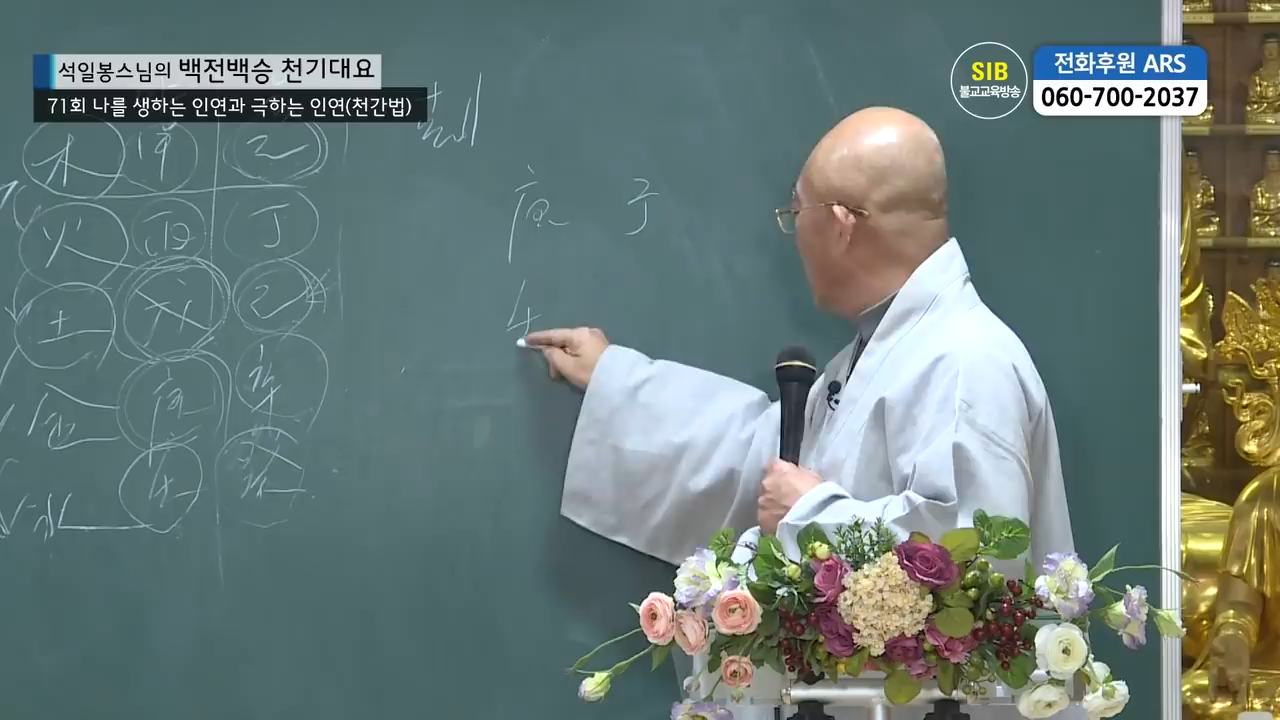 석일봉스님의 백전백승 천기대요
71회 나를 생하는 인연과 극하는 인연(천간법)
SIB
불교교육방송
전화후원 ARS
060-700-2037
庚 子
木 甲 乙
火 丙 丁
土 戊 己
金 庚 辛
水 壬 癸